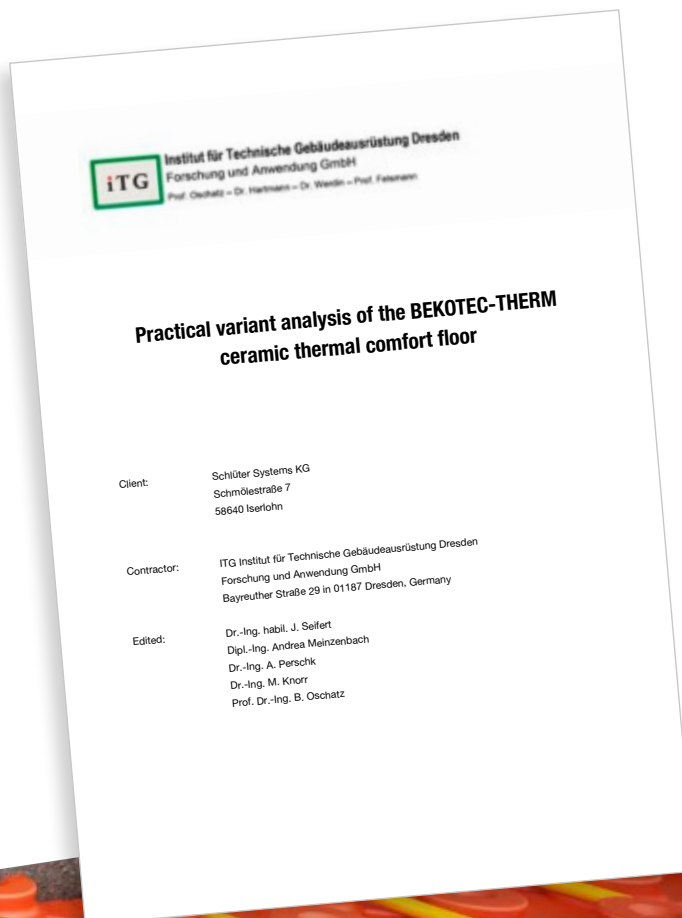 iTG
Institut für Technische Gebäudeausrüstung Dresden
Forschung und Anwendung GmbH
Prof. Oschatz – Dr. Hartmann – Dr. Werdin – Prof. Felsmann
Practical variant analysis of the BEKOTEC-THERM
ceramic thermal comfort floor
Client:
Schlüter Systems KG
Schmölestraße 7
58640 Iserlohn
Contractor:
ITG Institut für Technische Gebäudeausrüstung Dresden
Forschung und Anwendung GmbH
Bayreuther Straße 29 in 01187 Dresden, Germany
Edited:
Dr.-Ing. habil. J. Seifert
Dipl.-Ing. Andrea Meinzenbach
Dr.-Ing. A. Perschk
Dr.-Ing. M. Knorr
Prof. Dr.-Ing. B. Oschatz